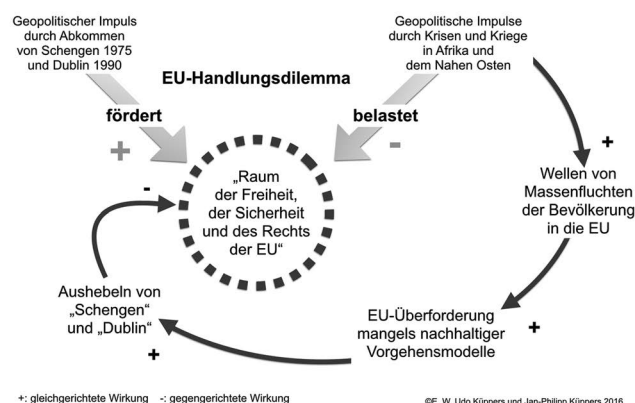 Geopolitischer Impuls
durch Abkommen
von Schengen 1975
und Dublin 1990
EU-Handlungsdilemma
Geopolitische Impulse
durch Krisen und Kriege
in Afrika und
dem Nahen Osten
fördert
+
belastet
-
+
-
„Raum
der Freiheit,
der Sicherheit
und des Rechts
der EU“
Wellen von
Massenfluchten
der Bevölkerung
in die EU
Aushebeln von
„Schengen“
und „Dublin“
+
EU-Überforderung
mangels nachhaltiger
Vorgehensmodelle
+
+: gleichgerichtete Wirkung -: gegengerichtete Wirkung
©E. W. Udo Küppers und Jan-Philipp Küppers 2016